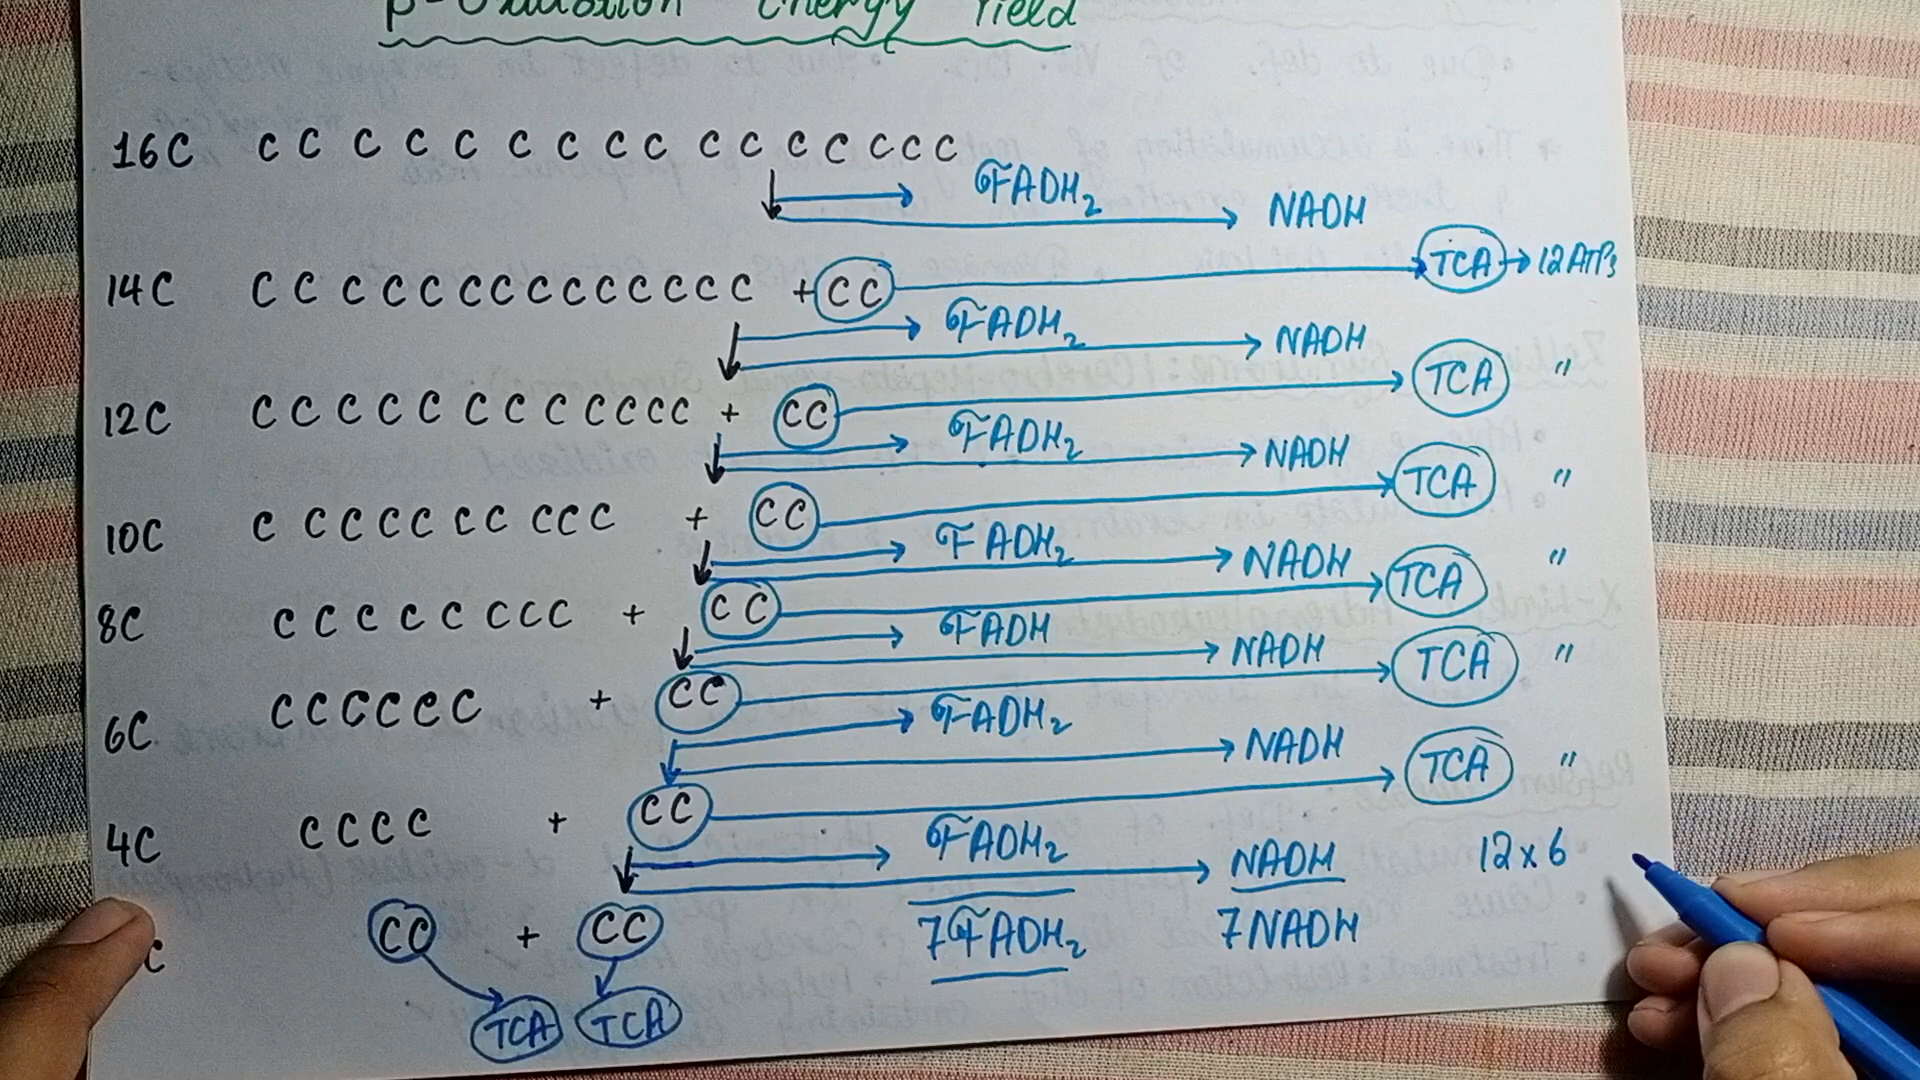 β-Oxidation Energy Yield
16C C C C C C C C C C C C C C C C C
FADH2
NADH
14C C C C C C C C C C C C C C C + CC TCA → 12 ATPs
FADH2
NADH
12C C C C C C C C C C C C C + CC TCA "
FADH2
NADH
10C C C C C C C C C C C + CC TCA "
FADH2
NADH
8C C C C C C C C C + CC TCA "
FADH
NADH
6C C C C C C C + CC TCA "
FADH2
NADH
4C C C C C + CC TCA "
FADH2 NADH 12 x 6
C CC + CC 7FADH2 7NADH
TCA TCA